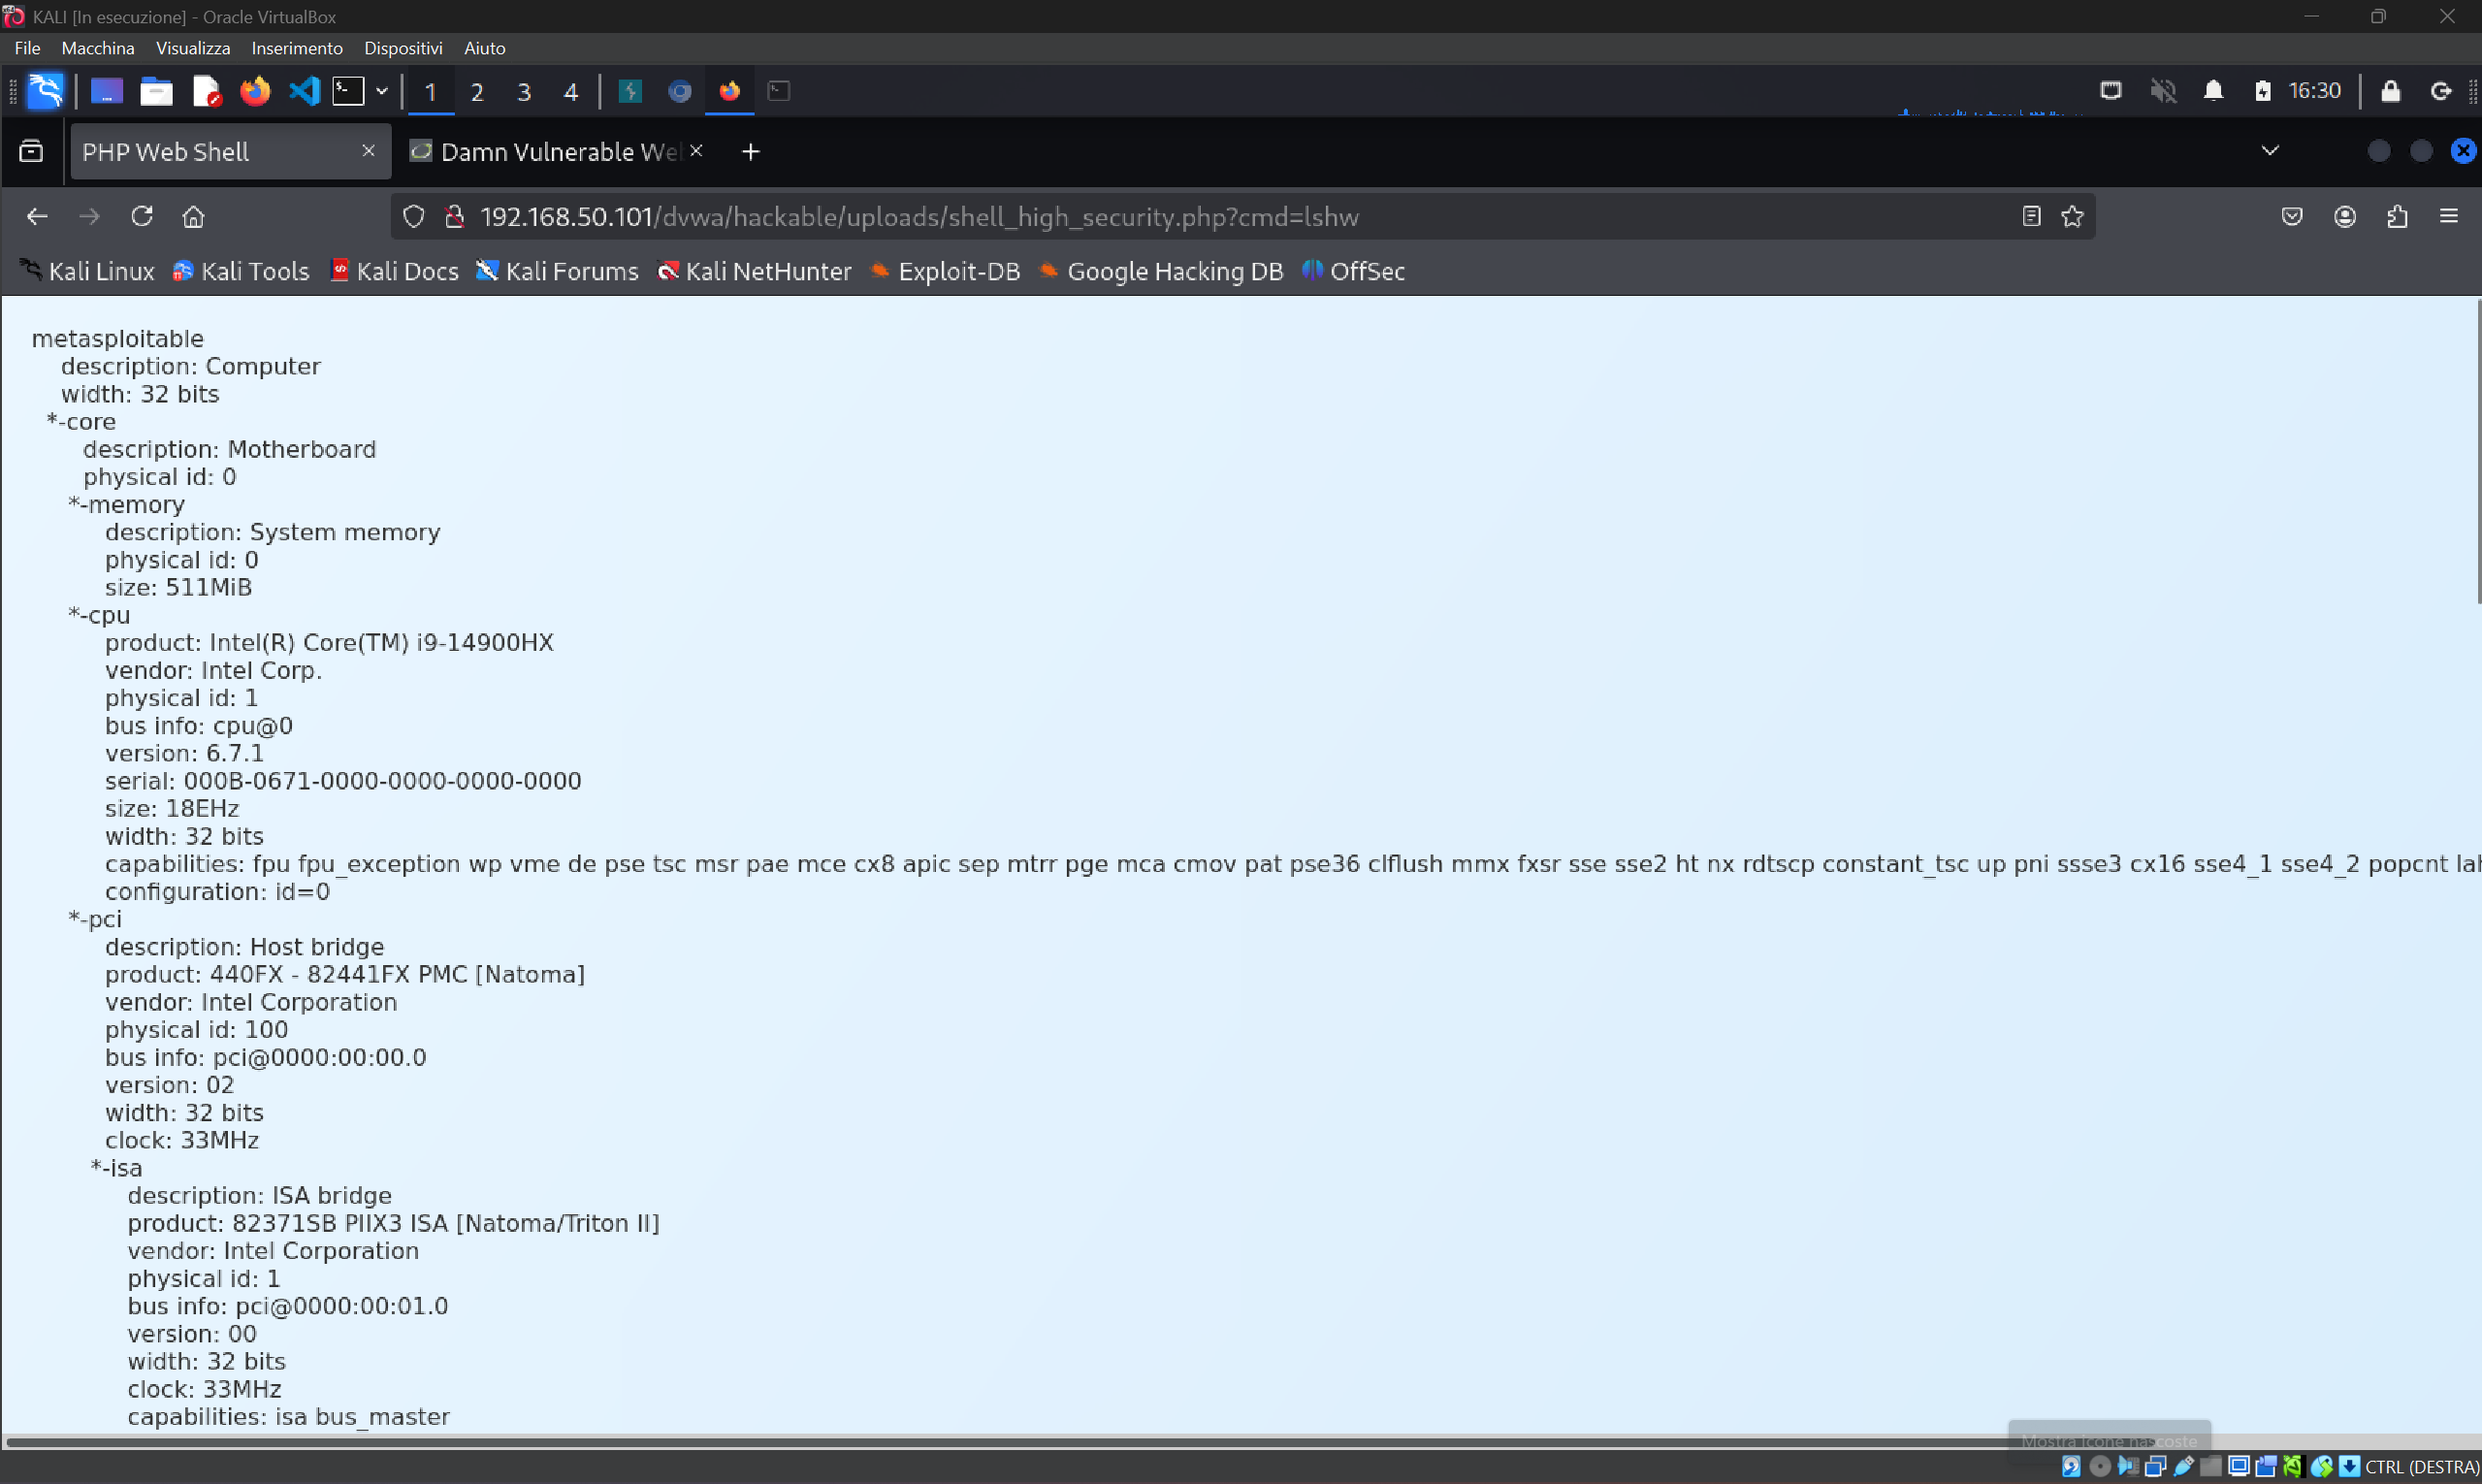 KALI [In esecuzione] - Oracle VirtualBox
File Macchina Visualizza Inserimento Dispositivi Aiuto
1 2 3 4 16:30
PHP Web Shell Damn Vulnerable We
192.168.50.101/dvwa/hackable/uploads/shell_high_security.php?cmd=lshw
Kali Linux Kali Tools Kali Docs Kali Forums Kali NetHunter Exploit-DB Google Hacking DB OffSec
metasploitable
description: Computer
width: 32 bits
*-core
description: Motherboard
physical id: 0
*-memory
description: System memory
physical id: 0
size: 511MiB
*-cpu
product: Intel(R) Core(TM) i9-14900HX
vendor: Intel Corp.
physical id: 1
bus info: cpu@0
version: 6.7.1
serial: 000B-0671-0000-0000-0000-0000
size: 18EHz
width: 32 bits
capabilities: fpu fpu_exception wp vme de pse tsc msr pae mce cx8 apic sep mtrr pge mca cmov pat pse36 clflush mmx fxsr sse sse2 ht nx rdtscp constant_tsc up pni ssse3 cx16 sse4_1 sse4_2 popcnt
configuration: id=0
*-pci
description: Host bridge
product: 440FX - 82441FX PMC [Natoma]
vendor: Intel Corporation
physical id: 100
bus info: pci@0000:00:00.0
version: 02
width: 32 bits
clock: 33MHz
*-isa
description: ISA bridge
product: 82371SB PIIX3 ISA [Natoma/Triton II]
vendor: Intel Corporation
physical id: 1
bus info: pci@0000:00:01.0
version: 00
width: 32 bits
clock: 33MHz
capabilities: isa bus_master
Mostra icone nascoste
CTRL (DESTRA)